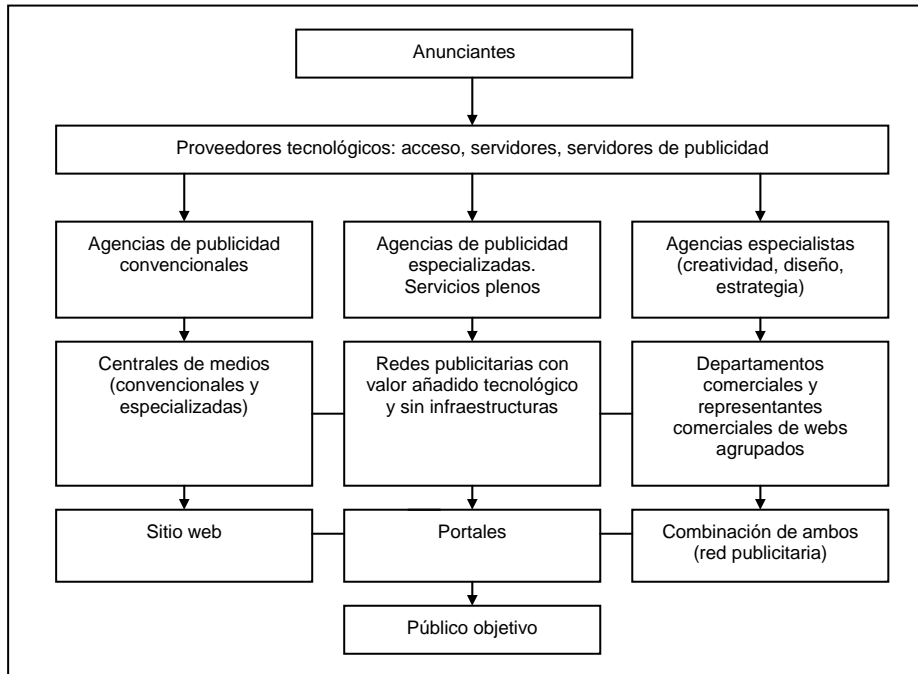 Anunciantes
Proveedores tecnológicos: acceso, servidores, servidores de publicidad
Agencias de publicidad
convencionales
Agencias de publicidad
especializadas.
Servicios plenos
Agencias especialistas
(creatividad, diseño,
estrategia)
Centrales de medios
(convencionales y
especializadas)
Redes publicitarias con
valor añadido tecnológico
y sin infraestructuras
Departamentos
comerciales y
representantes
comerciales de webs
agrupados
Sitio web
Portales
Combinación de ambos
(red publicitaria)
Público objetivo